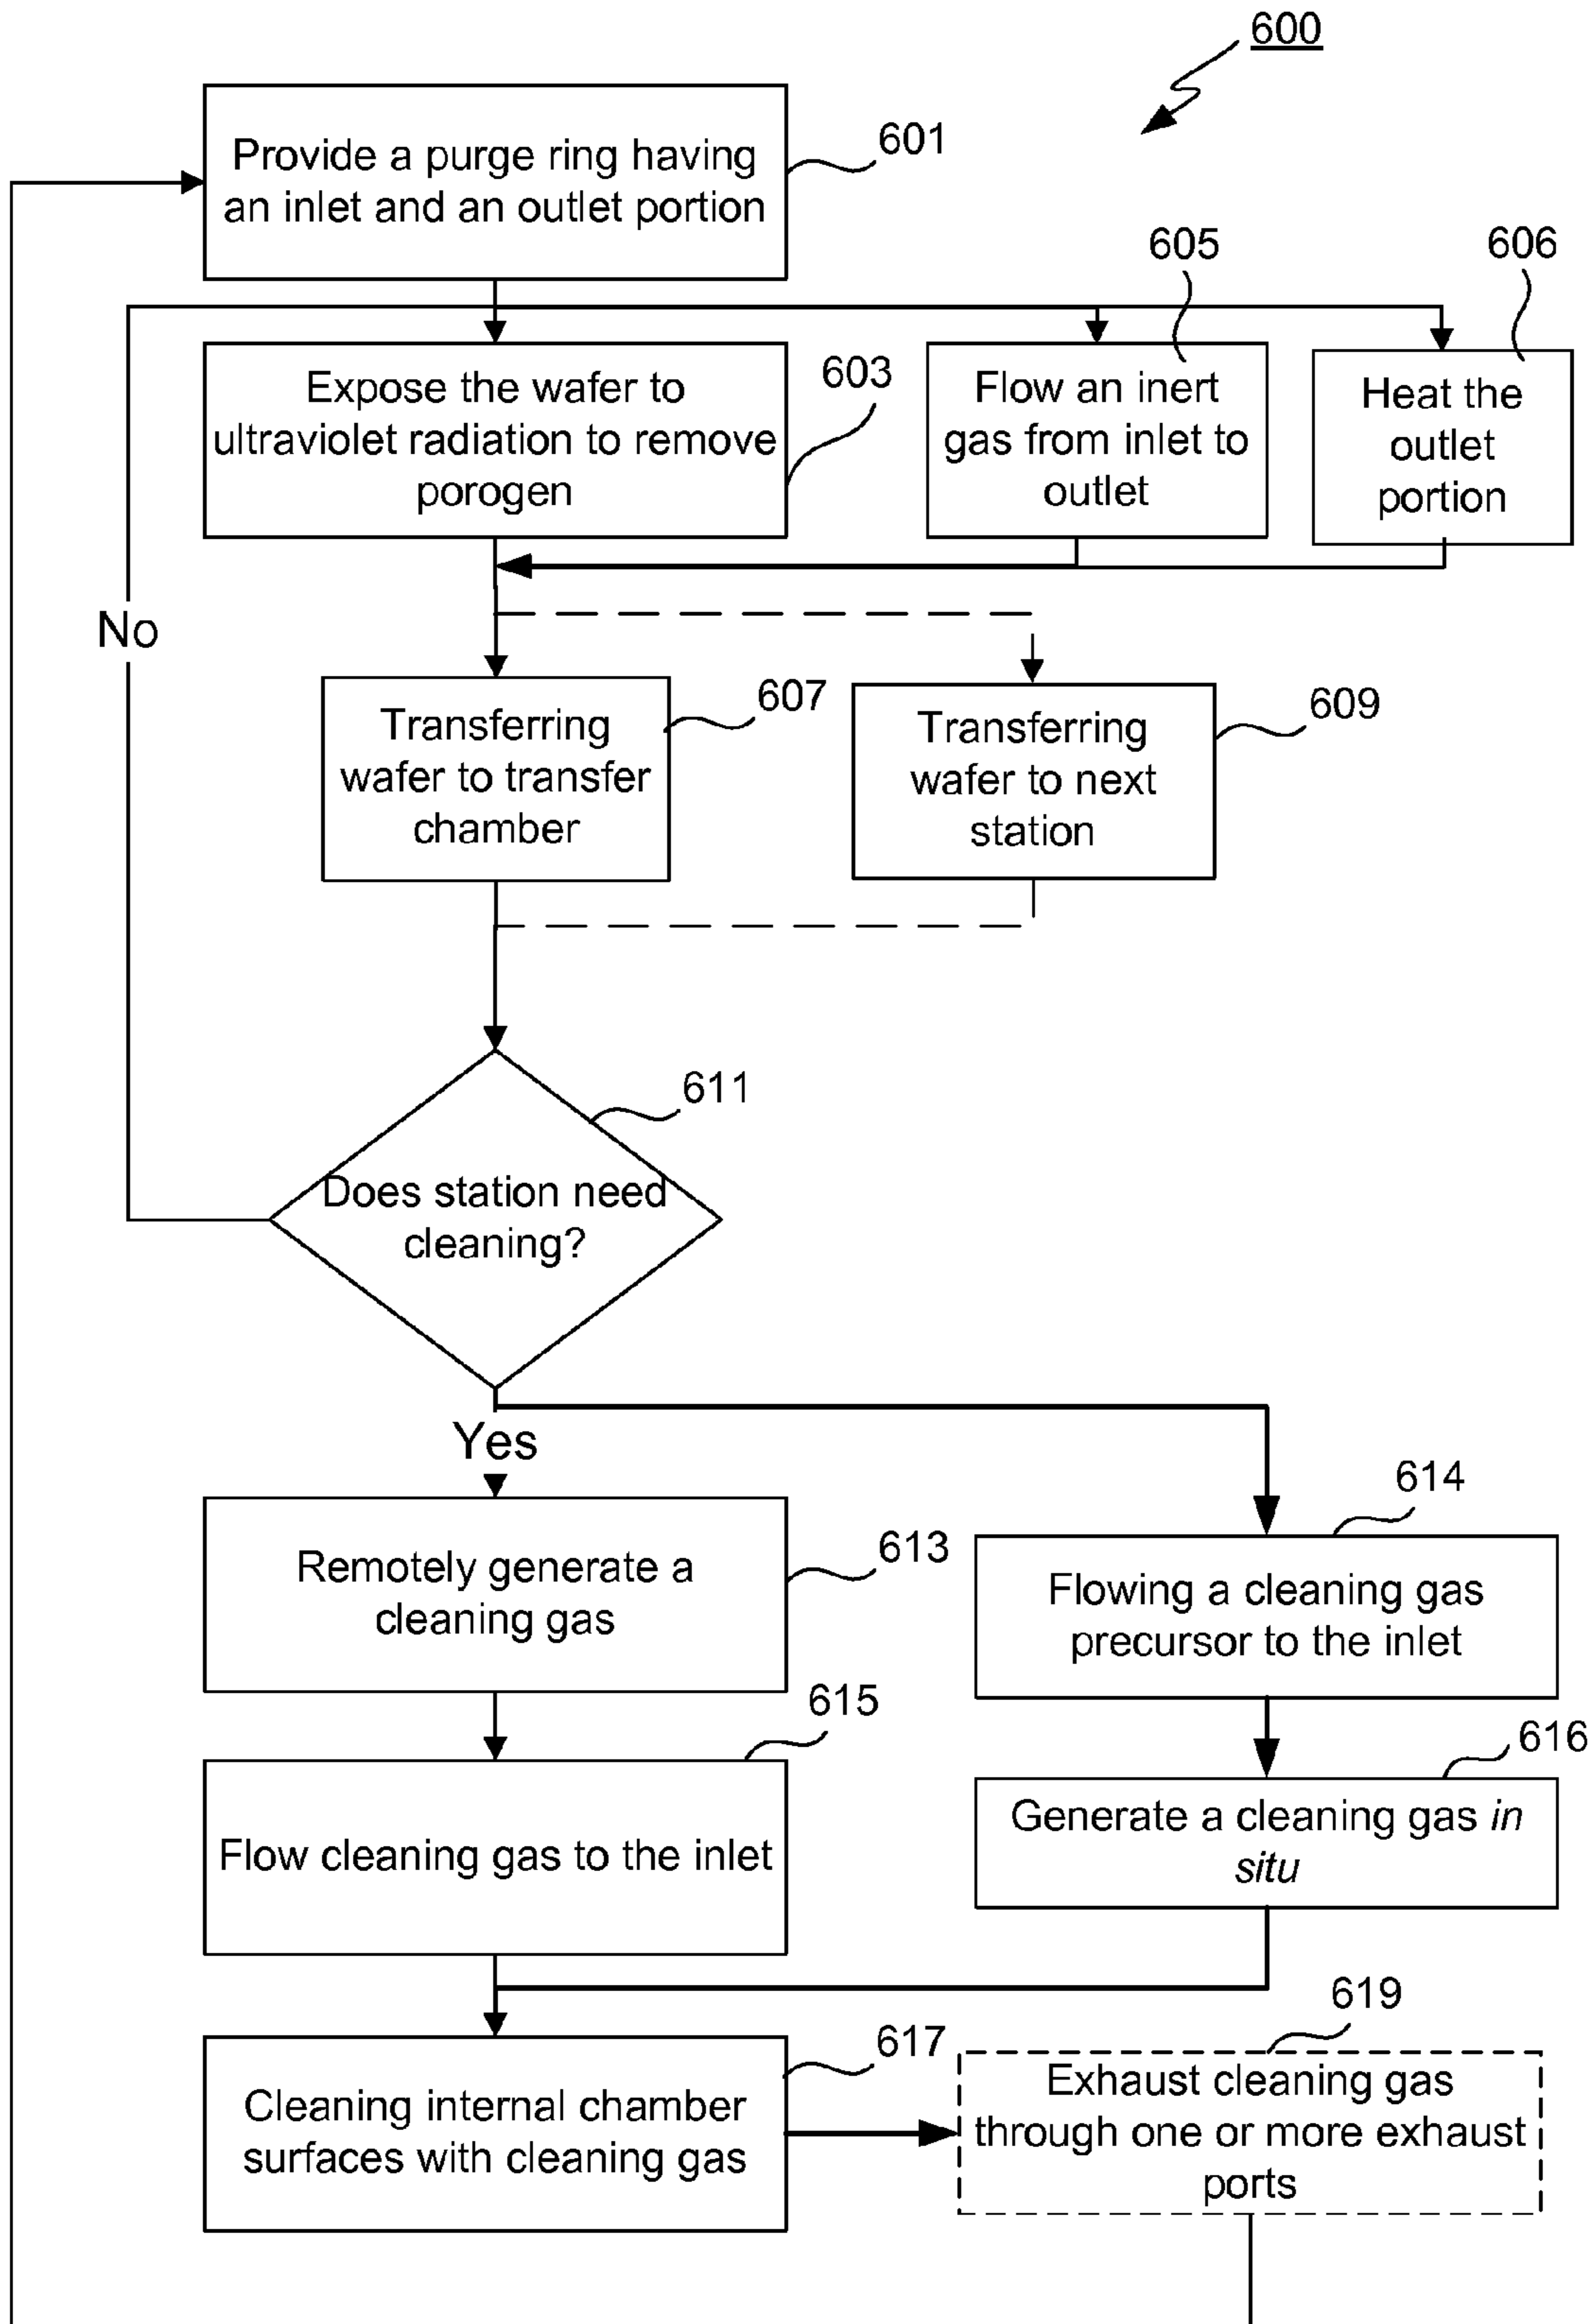 600
Provide a purge ring having
an inlet and an outlet portion
601
605
606
Expose the wafer to
ultraviolet radiation to remove
porogen
603
Flow an inert
gas from inlet to
outlet
Heat the
outlet
portion
No
Transferring
wafer to transfer
chamber
607
Transferring
wafer to next
station
609
611
Does station need
cleaning?
Yes
614
Remotely generate a
cleaning gas
613
Flowing a cleaning gas
precursor to the inlet
615
616
Flow cleaning gas to the inlet
Generate a cleaning gas in
situ
619
617
Cleaning internal chamber
surfaces with cleaning gas
Exhaust cleaning gas
through one or more exhaust
ports